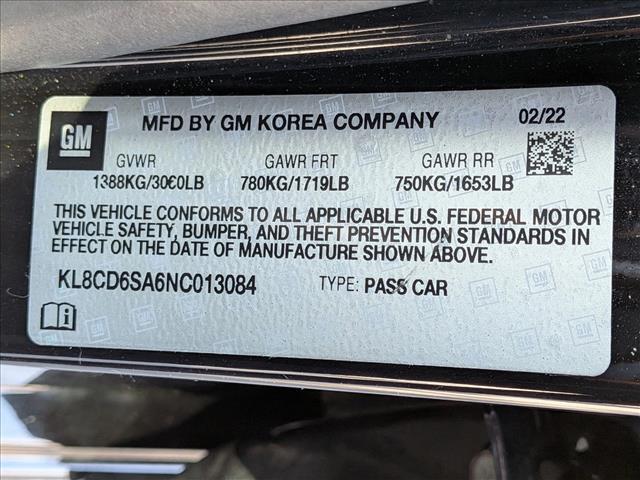 GM
MFD BY GM KOREA COMPANY 02/22
GVWR GAWR FRT GAWR RR
1388KG/3060LB 780KG/1719LB 750KG/1653LB
THIS VEHICLE CONFORMS TO ALL APPLICABLE U.S. FEDERAL MOTOR
VEHICLE SAFETY, BUMPER, AND THEFT PREVENTION STANDARDS IN
EFFECT ON THE DATE OF MANUFACTURE SHOWN ABOVE.
KL8CD6SA6NC013084 TYPE: PASS CAR